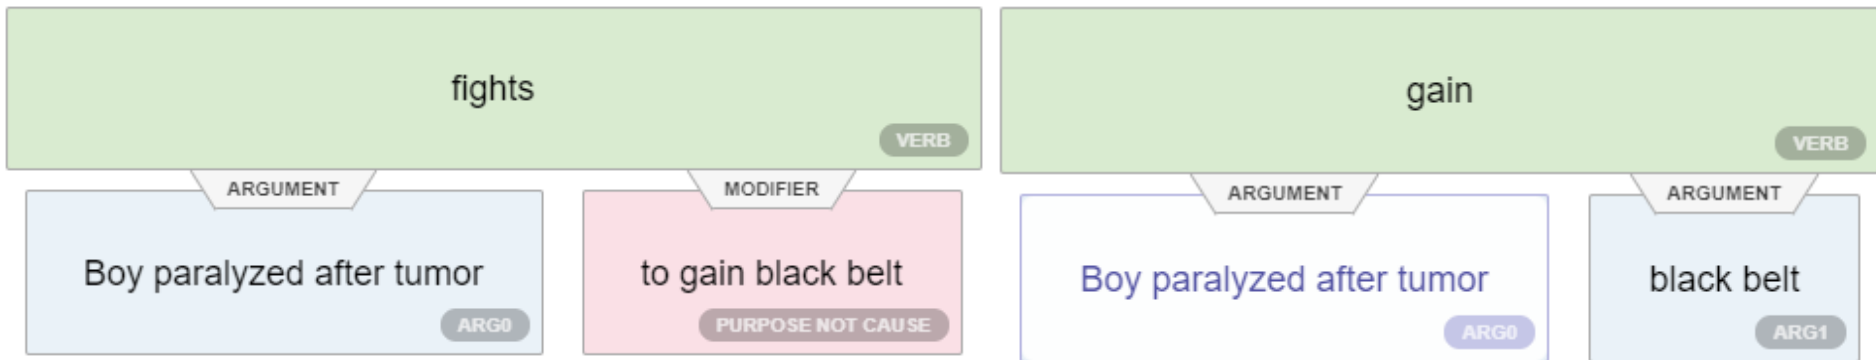 fights
VERB
ARGUMENT
MODIFIER
Boy paralyzed after tumor
ARG0
to gain black belt
PURPOSE NOT CAUSE
gain
VERB
ARGUMENT
ARGUMENT
Boy paralyzed after tumor
ARG0
black belt
ARG1